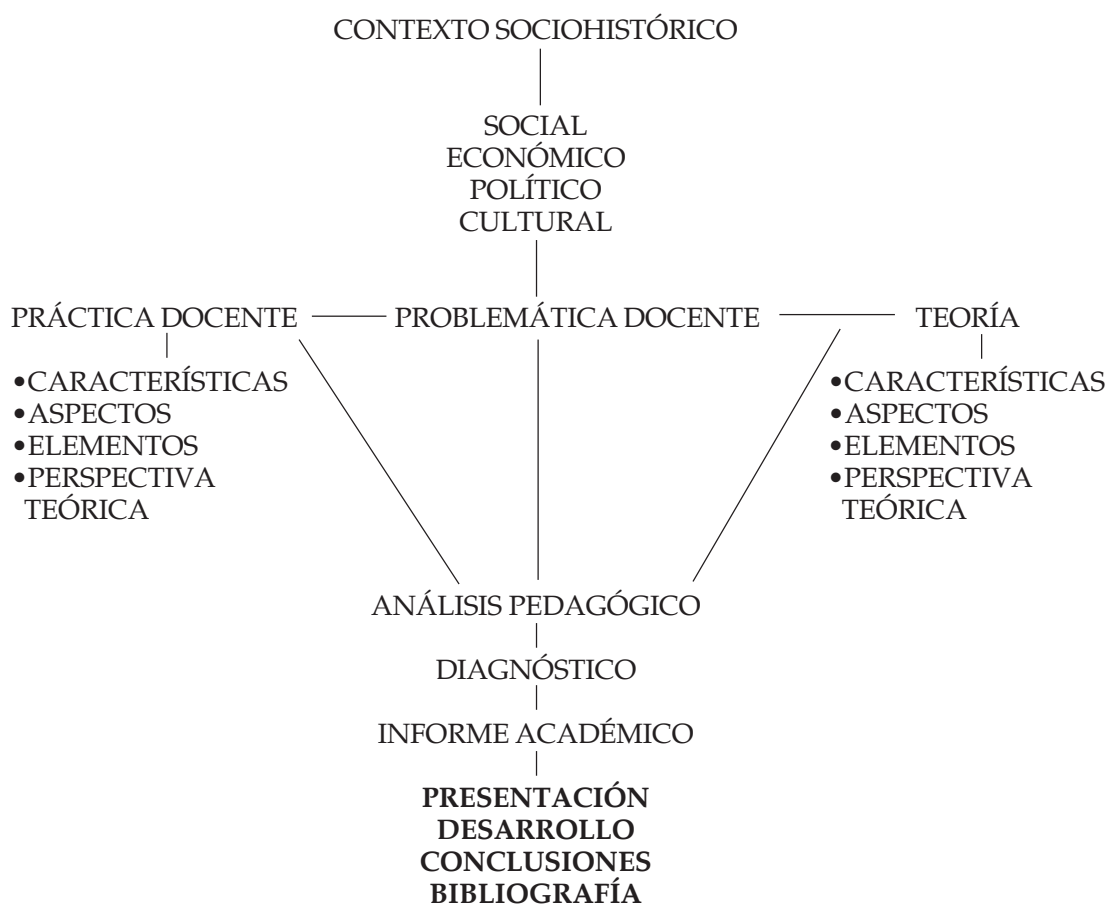 CONTEXTO SOCIOHISTÓRICO
SOCIAL
ECONÓMICO
POLÍTICO
CULTURAL
PRÁCTICA DOCENTE
PROBLEMÁTICA DOCENTE
TEORÍA
•CARACTERÍSTICAS
•ASPECTOS
•ELEMENTOS
•PERSPECTIVA
TEÓRICA
•CARACTERÍSTICAS
•ASPECTOS
•ELEMENTOS
•PERSPECTIVA
TEÓRICA
ANÁLISIS PEDAGÓGICO
DIAGNÓSTICO
INFORME ACADÉMICO
PRESENTACIÓN
DESARROLLO
CONCLUSIONES
BIBLIOGRAFÍA